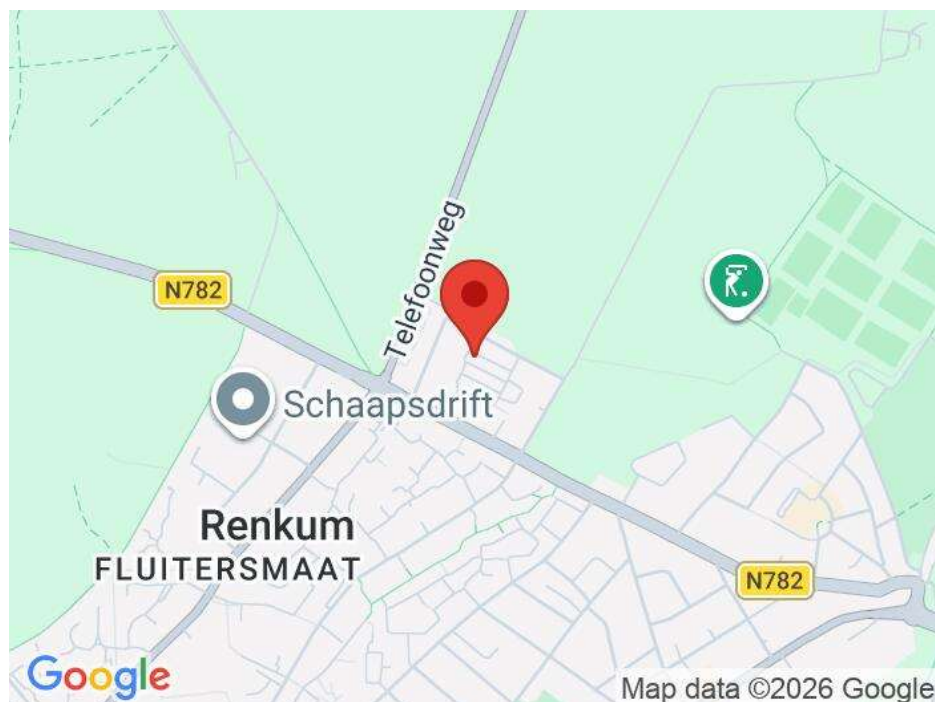 Telefoonweg
N782
Schaapsdrift
Renkum
FLUITERSMAAT
N782
Google
Map data ©2026 Google